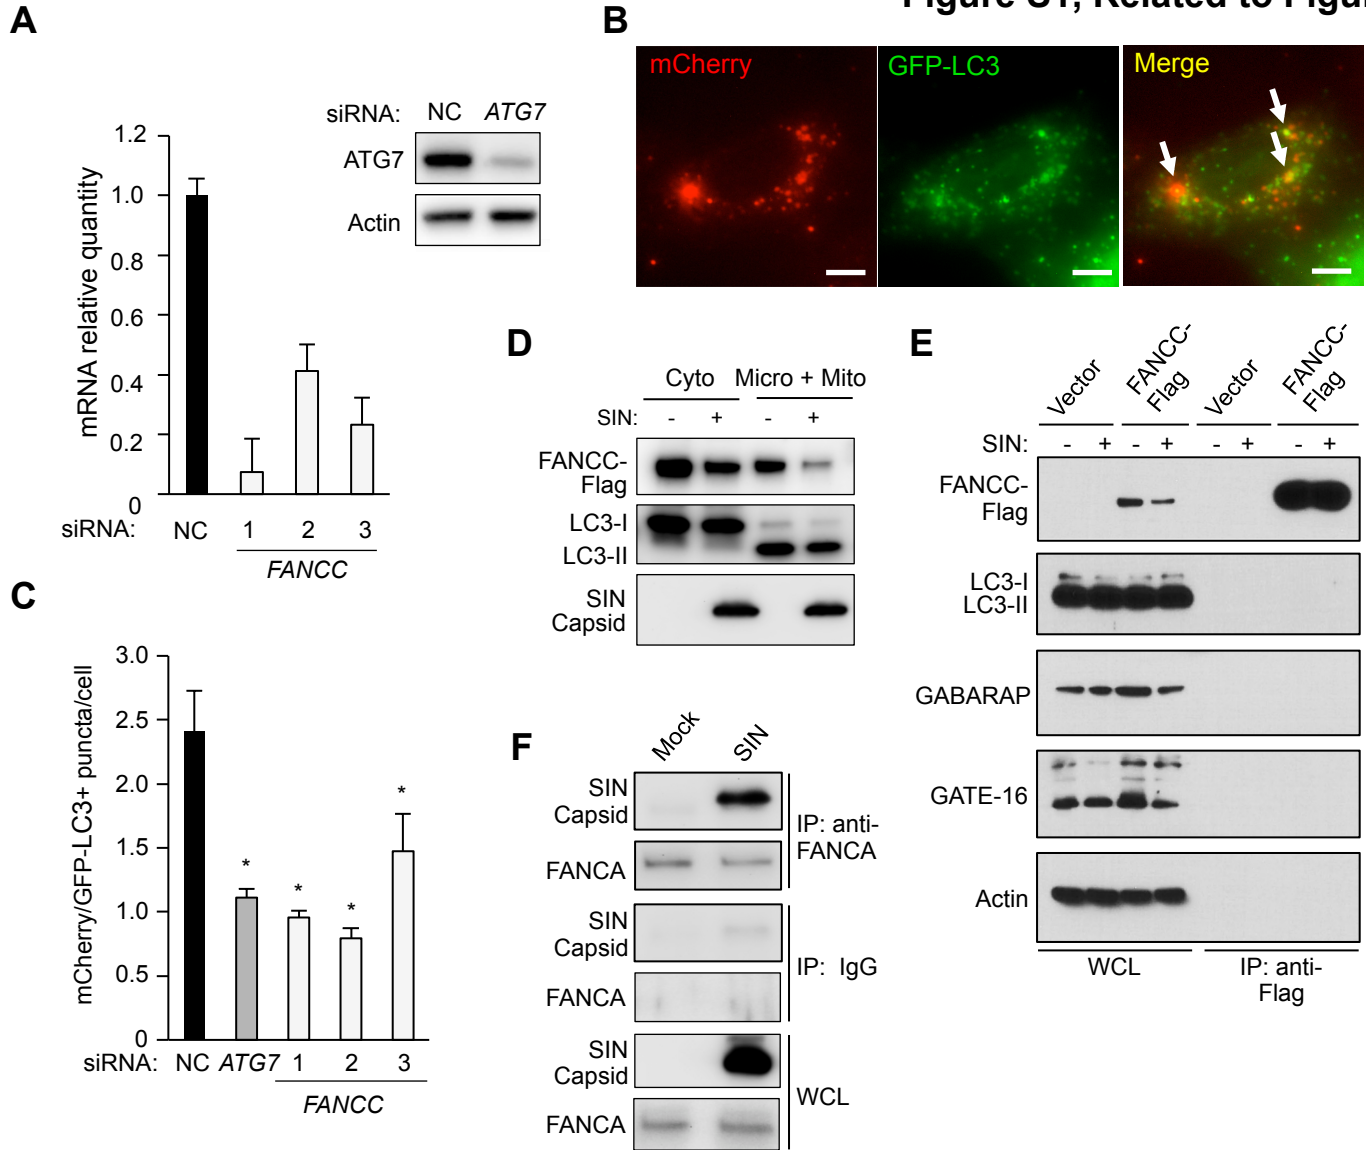 Figure S1, Related to Figu
A
siRNA: NC ATG7
ATG7
Actin
mRNA relative quantity
1.2
1.0
0.8
0.6
0.4
0.2
0
siRNA: NC 1 2 3
FANCC
B
mCherry
GFP-LC3
Merge
C
mCherry/GFP-LC3+ puncta/cell
3.0
2.5
2.0
1.5
1.0
0.5
0
* * * *
siRNA: NC ATG7 1 2 3
FANCC
D
Cyto Micro + Mito
SIN: - + - +
FANCC-
Flag
LC3-I
LC3-II
SIN
Capsid
E
Vector
FANCC-
Flag
Vector
FANCC-
Flag
SIN: - + - + - + - +
FANCC-
Flag
LC3-I
LC3-II
GABARAP
GATE-16
Actin
WCL
IP: anti-
Flag
F
Mock SIN
SIN
Capsid
FANCA
IP: anti-
FANCA
SIN
Capsid
FANCA
IP: IgG
SIN
Capsid
FANCA
WCL